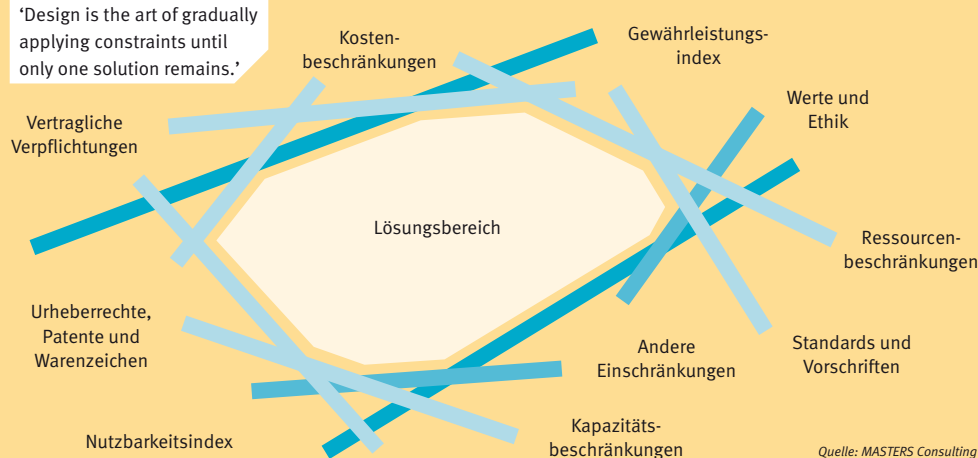 ‘Design is the art of gradually
applying constraints until
only one solution remains.’
Kosten-
beschränkungen
Gewährleistungs-
index
Werte und
Ethik
Vertragliche
Verpflichtungen
Lösungsbereich
Ressourcen-
beschränkungen
Urheberrechte,
Patente und
Warenzeichen
Andere
Einschränkungen
Standards und
Vorschriften
Nutzbarkeitsindex
Kapazitäts-
beschränkungen
Quelle: MASTERS Consulting